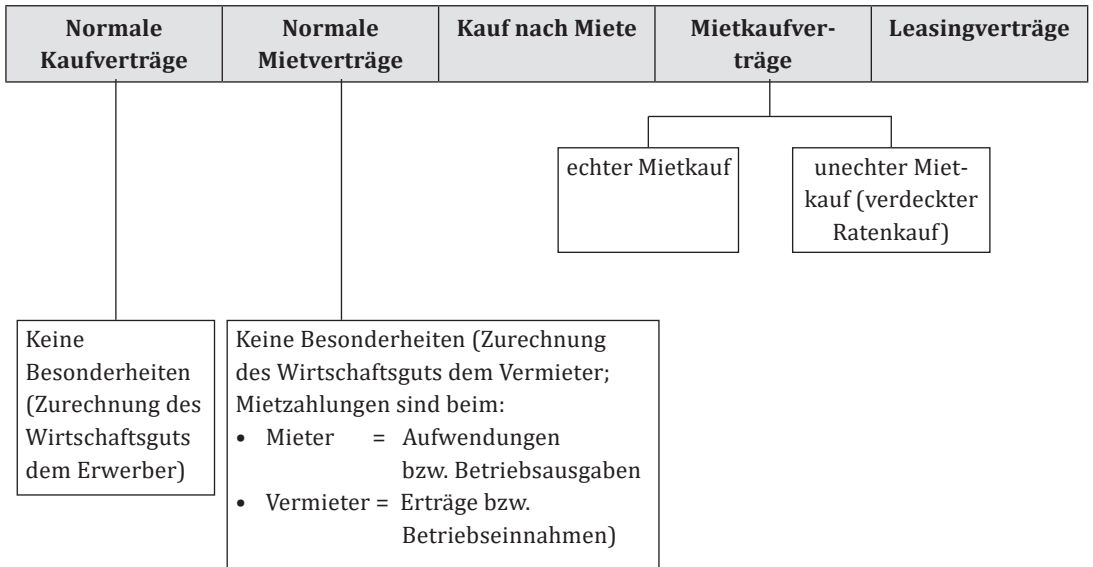 Normale
Kaufverträge
Normale
Mietverträge
Kauf nach Miete
Mietkaufver-
träge
Leasingverträge
echter Mietkauf
unechter Miet-
kauf (verdeckter
Ratenkauf)
Keine
Besonderheiten
(Zurechnung des
Wirtschaftsguts
dem Erwerber)
Keine Besonderheiten (Zurechnung
des Wirtschaftsguts dem Vermieter;
Mietzahlungen sind beim:
• Mieter = Aufwendungen
bzw. Betriebsausgaben
• Vermieter = Erträge bzw.
Betriebseinnahmen)